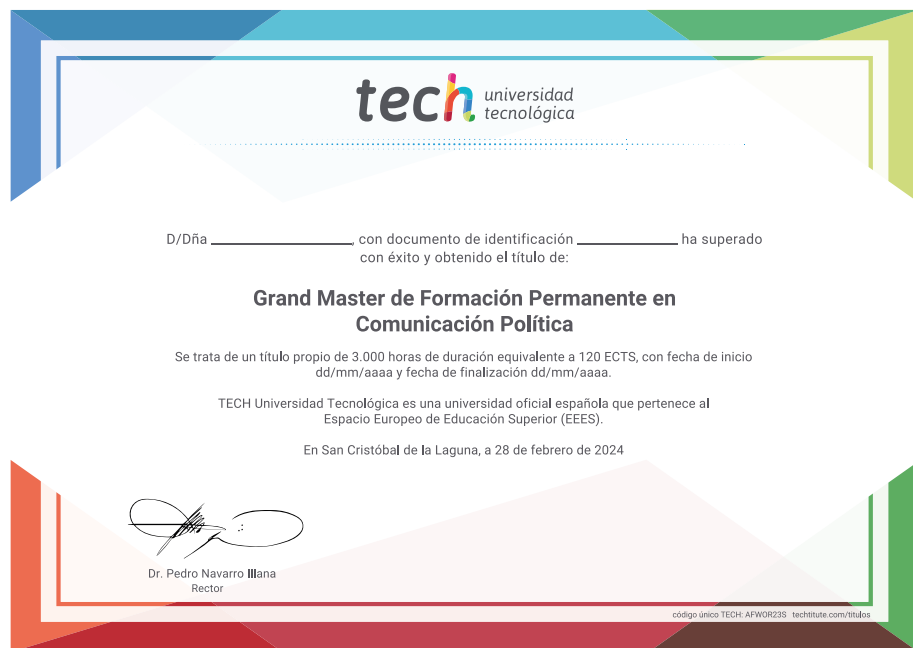 tech universidad
tecnológica
D/Dña ____________, con documento de identificación ____________ ha superado
con éxito y obtenido el título de:
Grand Master de Formación Permanente en
Comunicación Política
Se trata de un título propio de 3.000 horas de duración equivalente a 120 ECTS, con fecha de inicio
dd/mm/aaaa y fecha de finalización dd/mm/aaaa.
TECH Universidad Tecnológica es una universidad oficial española que pertenece al
Espacio Europeo de Educación Superior (EEES).
En San Cristóbal de la Laguna, a 28 de febrero de 2024
Dr. Pedro Navarro Illana
Rector
código único TECH: AFWOR23S techtitute.com/titulos